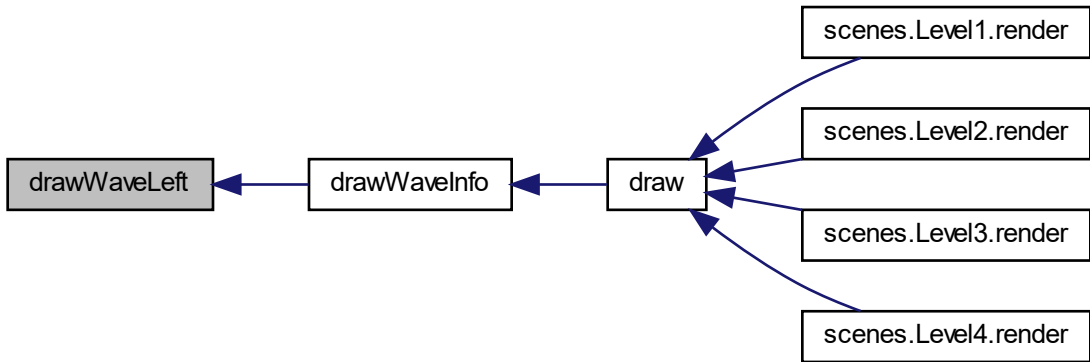 drawWaveLeft
drawWaveInfo
draw
scenes.Level1.render
scenes.Level2.render
scenes.Level3.render
scenes.Level4.render